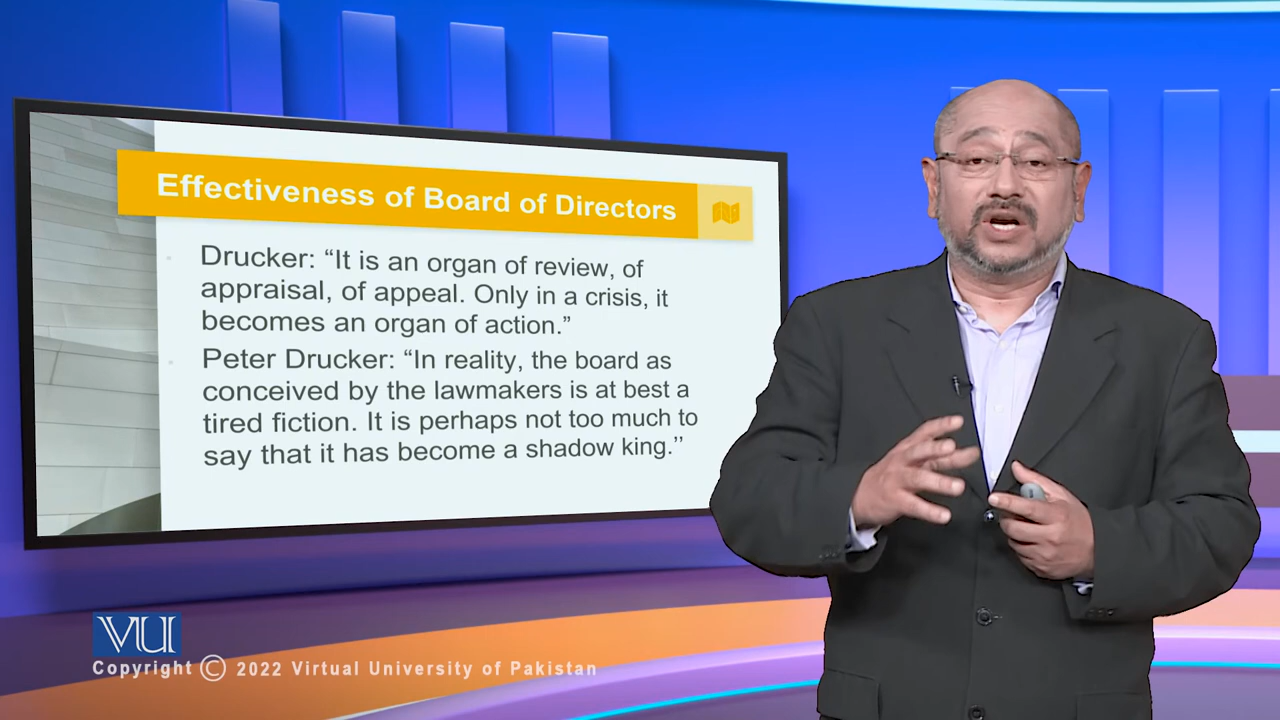 Effectiveness of Board of Directors
Drucker: “It is an organ of review, of
appraisal, of appeal. Only in a crisis, it
becomes an organ of action.”
Peter Drucker: “In reality, the board as
conceived by the lawmakers is at best a
tired fiction. It is perhaps not too much to
say that it has become a shadow king.’’
VU
Copyright © 2022 Virtual University of Pakistan